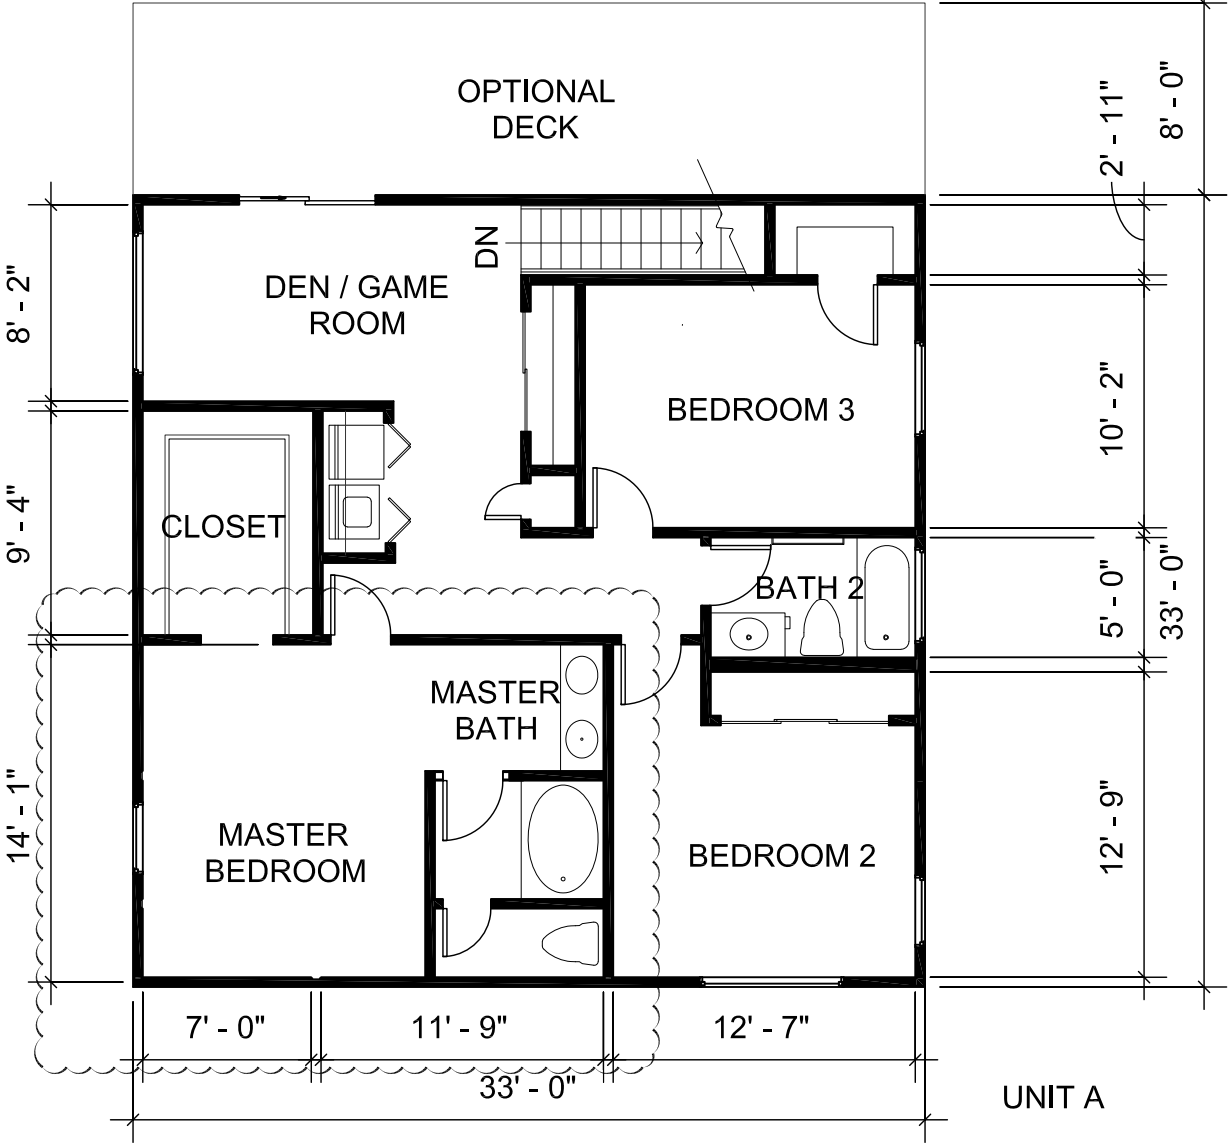 OPTIONAL
DECK
8' - 0"
2' - 11"
DN
DEN / GAME
ROOM
8' - 2"
BEDROOM 3
10' - 2"
CLOSET
9' - 4"
BATH 2
5' - 0"
33' - 0"
MASTER
BATH
MASTER
BEDROOM
14' - 1"
BEDROOM 2
12' - 9"
7' - 0"
11' - 9"
12' - 7"
33' - 0"
UNIT A